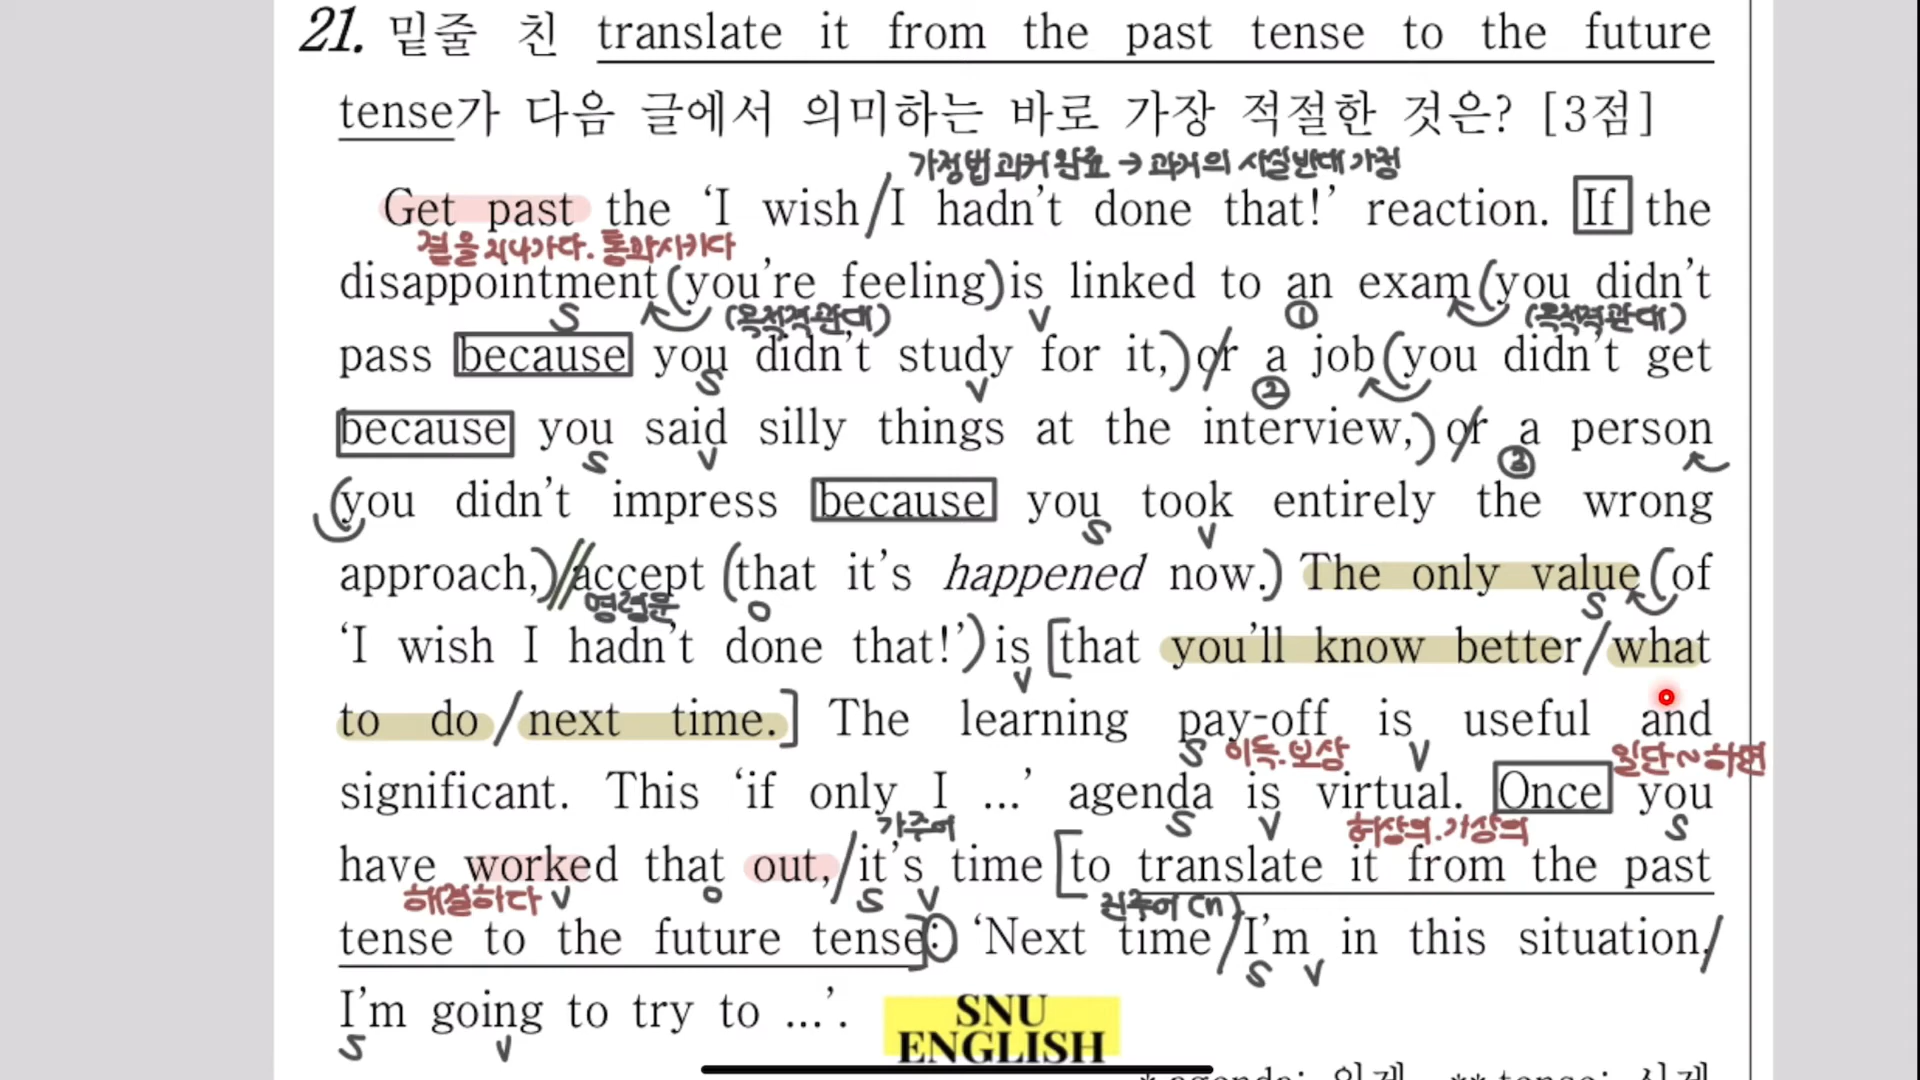 21. 밑줄 친 translate it from the past tense to the future
tense가 다음 글에서 의미하는 바로 가장 적절한 것은? [3점]
가정법 과거 완료 → 과거의 사실 반대 가정
Get past the ‘I wish/I hadn’t done that!’ reaction. If the
곁을 지나가다. 통과시키다
disappointment(you’re feeling)is linked to an exam(you didn’t
S (목적격관대) V ① (목적격관대)
pass because you didn’t study for it,) or a job(you didn’t get
S V ②
because you said silly things at the interview,) or a person
S V ③
(you didn’t impress because you took entirely the wrong
S V
approach,)//accept (that it’s happened now.) The only value(of
명령문 O S
‘I wish I hadn’t done that!’) is [that you’ll know better/what
V
to do/next time.] The learning pay-off is useful and
S 이득.보상 V 일단~하면
significant. This ‘if only I ...’ agenda is virtual. Once you
가주어 S V 허상의.가상의 S
have worked that out,/it’s time [to translate it from the past
해결하다 V O S V 진주어 (n)
tense to the future tense]: ‘Next time/I’m in this situation,/
S V
I’m going to try to ...’.
S V
SNU
ENGLISH